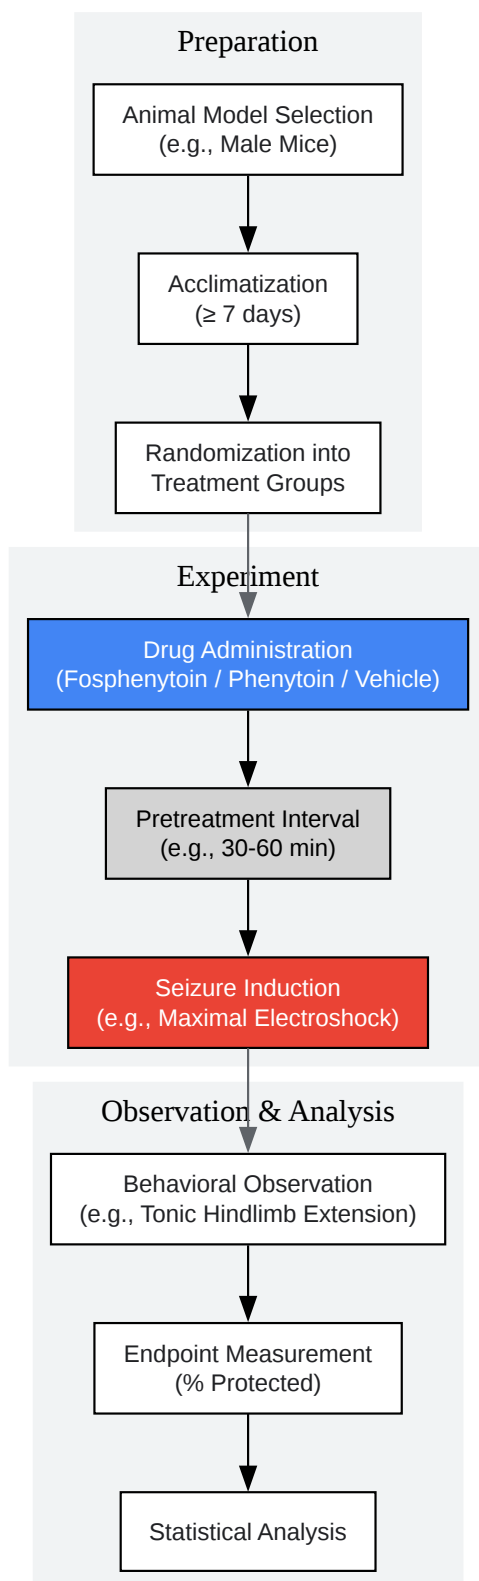 Preparation
Animal Model Selection
(e.g., Male Mice)
Acclimatization
(≥ 7 days)
Randomization into
Treatment Groups
Experiment
Drug Administration
(Fosphenytoin / Phenytoin / Vehicle)
Pretreatment Interval
(e.g., 30-60 min)
Seizure Induction
(e.g., Maximal Electroshock)
Observation & Analysis
Behavioral Observation
(e.g., Tonic Hindlimb Extension)
Endpoint Measurement
(% Protected)
Statistical Analysis